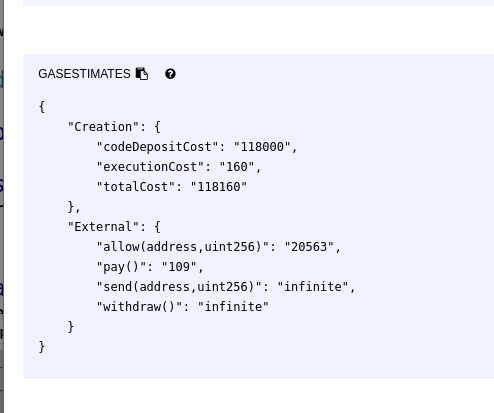 GASESTIMATES
{
    "Creation": {
        "codeDepositCost": "118000",
        "executionCost": "160",
        "totalCost": "118160"
    },
    "External": {
        "allow(address,uint256)": "20563",
        "pay()": "109",
        "send(address,uint256)": "infinite",
        "withdraw()": "infinite"
    }
}